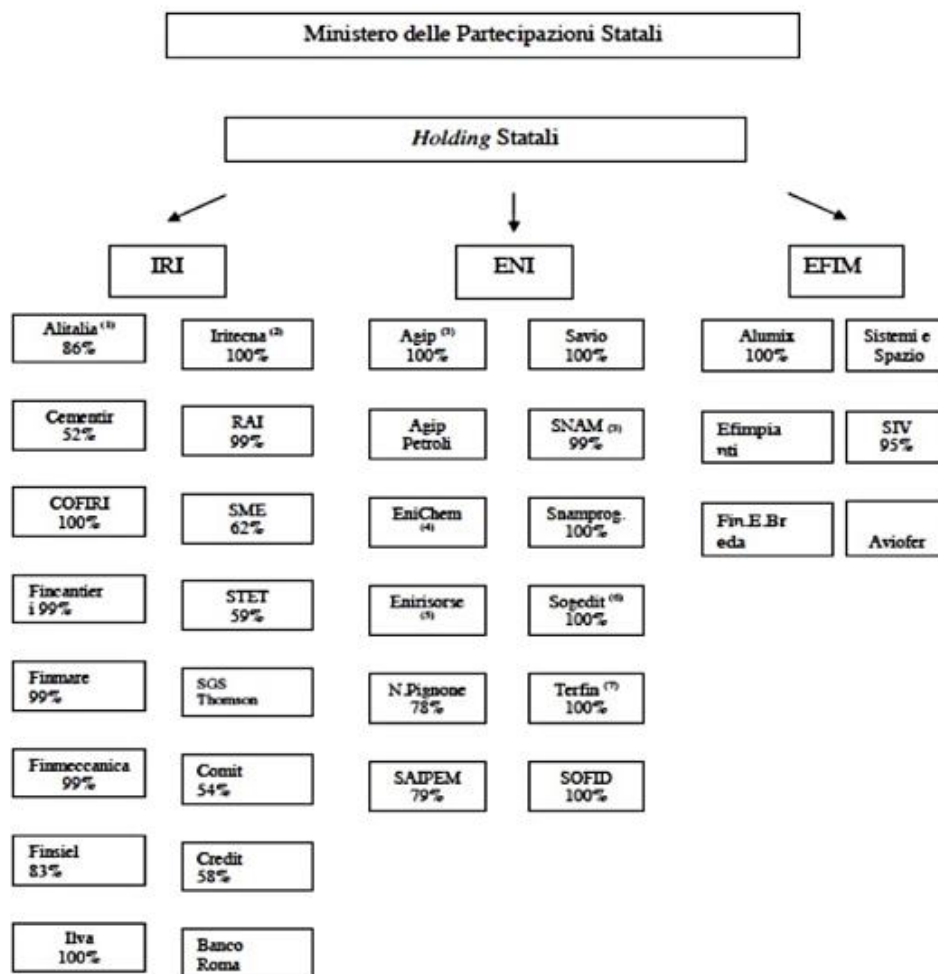 Ministero delle Partecipazioni Statali
Holding Statali
IRI
ENI
EFIM
Alitalia (1)
86%
Iritecna (2)
100%
Agip (3)
100%
Savio
100%
Alumix
100%
Sistemi e
Spazio
Cementir
52%
RAI
99%
Agip
Petroli
SNAM (3)
99%
Efimpia
nti
SIV
95%
COFIRI
100%
SME
62%
EniChem
(4)
Snamprog.
100%
Fin.E.Br
eda
Aviofer
Fincantier
i 99%
STET
59%
Enirisorse
(5)
Sogedit (6)
100%
Finmare
99%
SGS
Thomson
N.Pignone
78%
Terfin (7)
100%
Finmeccanica
99%
Comit
54%
SAIPEM
79%
SOFID
100%
Finsiel
83%
Credit
58%
Ilva
100%
Banco
Roma